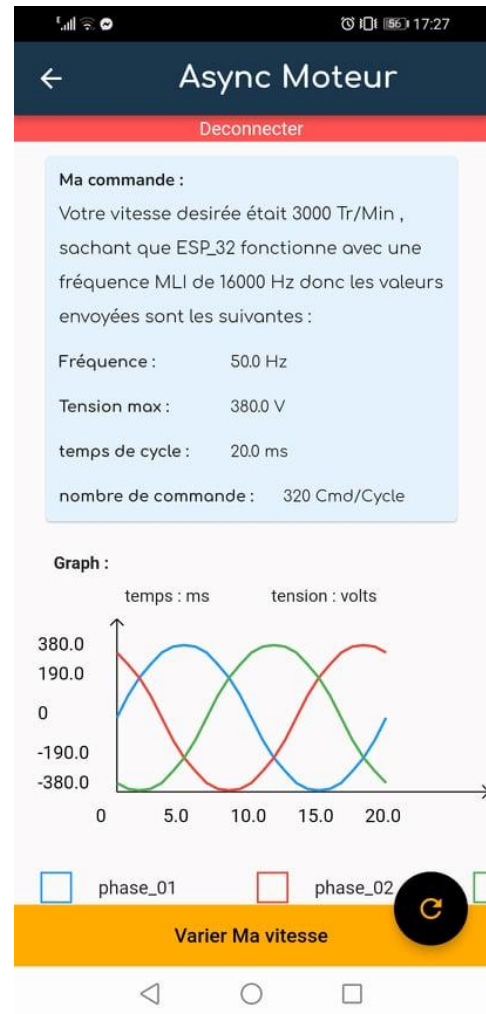 56 17:27
Async Moteur
Deconnecter
Ma commande :
Votre vitesse desirée était 3000 Tr/Min ,
sachant que ESP_32 fonctionne avec une
fréquence MLI de 16000 Hz donc les valeurs
envoyées sont les suivantes :
Fréquence : 50.0 Hz
Tension max : 380.0 V
temps de cycle : 20.0 ms
nombre de commande : 320 Cmd/Cycle
Graph :
temps : ms tension : volts
380.0
190.0
0
-190.0
-380.0
0 5.0 10.0 15.0 20.0
phase_01 phase_02
Varier Ma vitesse